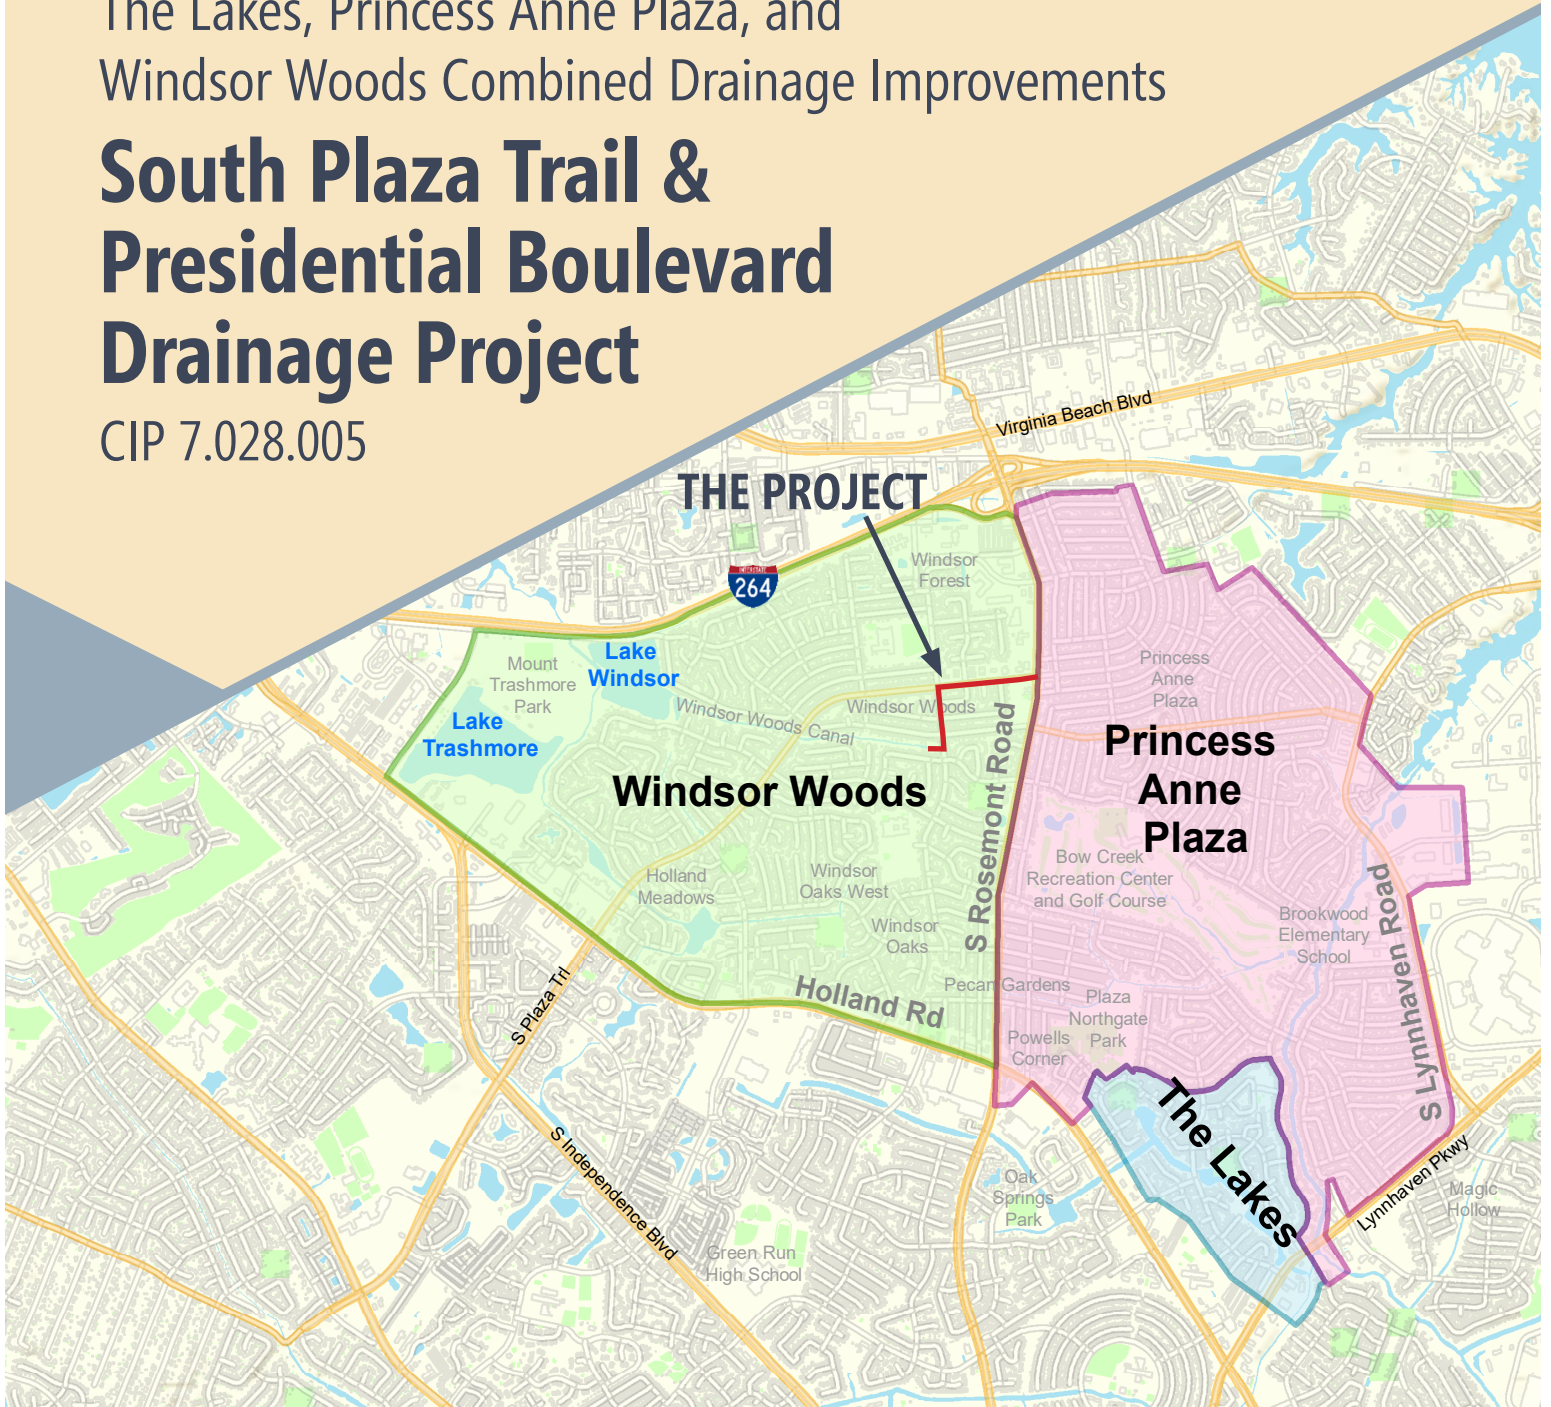 The Lakes, Princess Anne Plaza, and
Windsor Woods Combined Drainage Improvements
South Plaza Trail &
Presidential Boulevard
Drainage Project
CIP 7.028.005
Virginia Beach Blvd
THE PROJECT
Windsor
Forest
264
Lake
Windsor
Mount
Trashmore
Park
Lake
Trashmore
Windsor Woods Canal
Windsor Woods
Princess
Anne
Plaza
S Rosemont Road
Princess
Anne
Plaza
Windsor Woods
Bow Creek
Recreation Center
and Golf Course
Holland
Meadows
Windsor
Oaks West
Windsor
Oaks
Brookwood
Elementary
School
S Lynnhaven Road
Pecan Gardens
Holland Rd
Plaza
Northgate
Park
Powells
Corner
S Plaza Trl
The Lakes
S Independence Blvd
Lynnhaven Pkwy
Oak
Springs
Park
Magic
Hollow
Green Run
High School